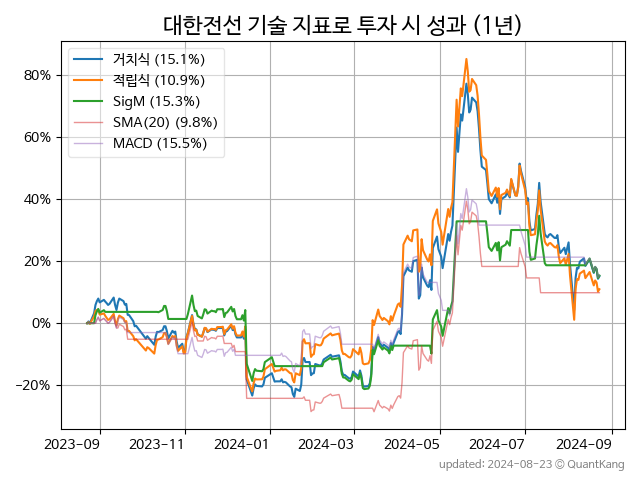 대한전선 기술 지표로 투자 시 성과 (1년)
거치식 (15.1%)
적립식 (10.9%)
SigM (15.3%)
SMA(20) (9.8%)
MACD (15.5%)
80%
60%
40%
20%
0%
−20%
2023-09 2023-11 2024-01 2024-03 2024-05 2024-07 2024-09
updated: 2024-08-23 © QuantKang